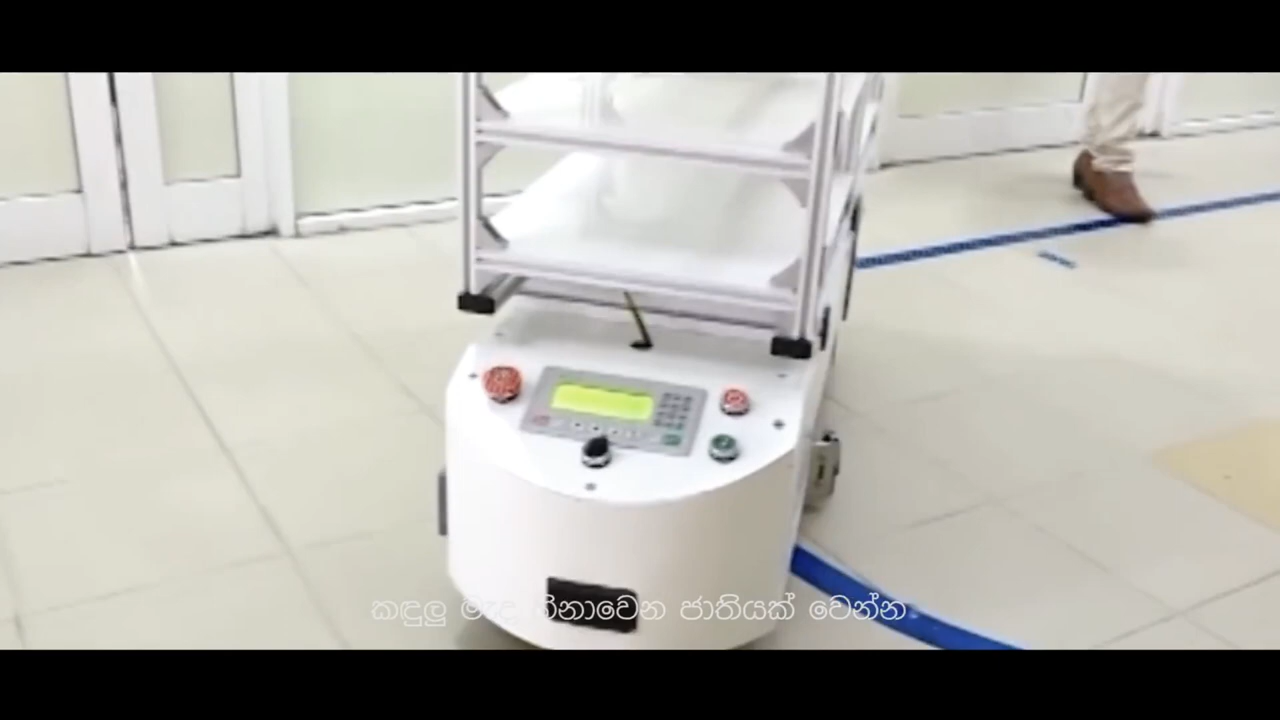 කඳුලු මැද හිනාවෙන ජාතියක් වෙන්න